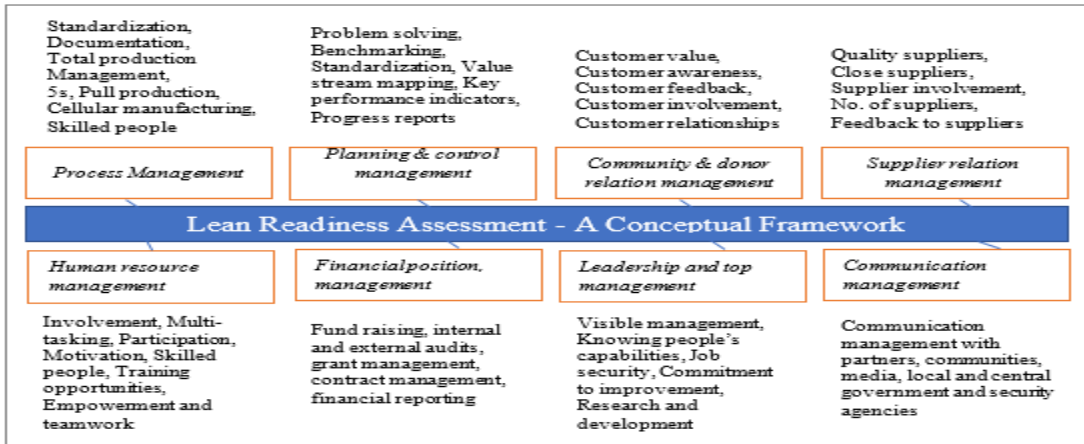 Standardization,
Documentation,
Total production
Management,
5s, Pull production,
Cellular manufacturing,
Skilled people
Problem solving,
Benchmarking,
Standardization, Value
stream mapping, Key
performance indicators,
Progress reports
Customer value,
Customer awareness,
Customer feedback,
Customer involvement,
Customer relationships
Quality suppliers,
Close suppliers,
Supplier involvement,
No. of suppliers,
Feedback to suppliers
Process Management
Planning & control
management
Community & donor
relation management
Supplier relation
management
Lean Readiness Assessment - A Conceptual Framework
Human resource
management
Financial position,
management
Leadership and top
management
Communication
management
Involvement, Multi-
tasking, Participation,
Motivation, Skilled
people, Training
opportunities,
Empowerment and
teamwork
Fund raising, internal
and external audits,
grant management,
contract management,
financial reporting
Visible management,
Knowing people's
capabilities, Job
security, Commitment
to improvement,
Research and
development
Communication
management with
partners, communities,
media, local and central
government and security
agencies